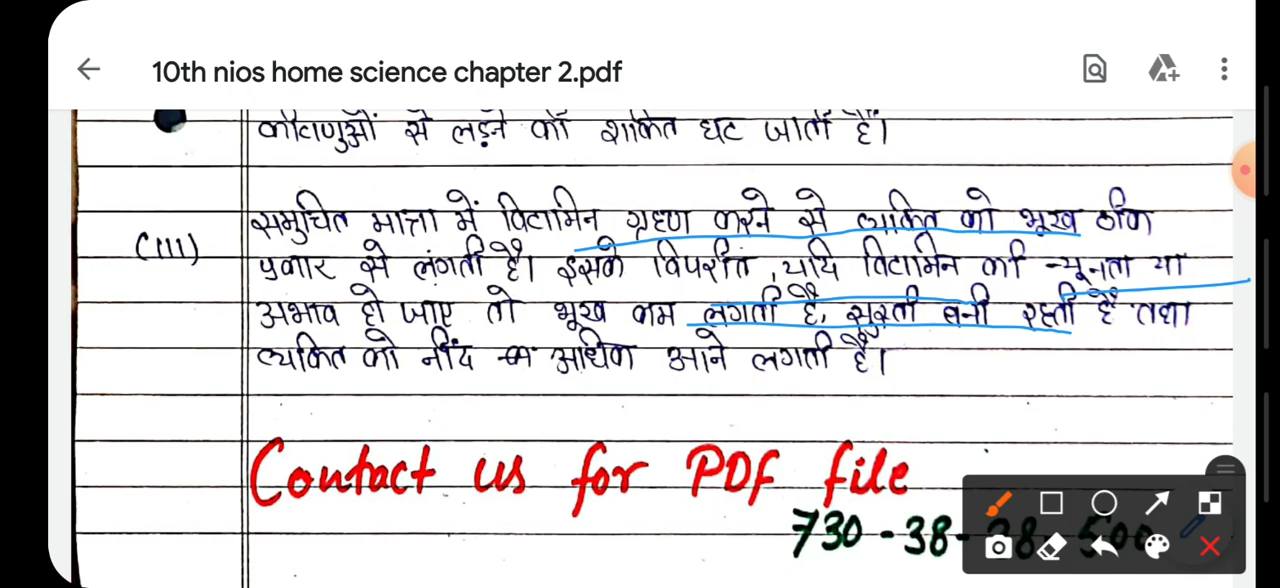 10th nios home science chapter 2.pdf
कीटाणुओं से लड़ने की शक्ति घट जाती है।
(III) समुचित मात्रा में विटामिन ग्रहण करने से व्यक्ति को भूख ठीक
प्रकार से लगती है। इसके विपरीत, यदि विटामिन की न्यूनता या
अभाव हो जाए तो भूख कम लगती है, सुस्ती बनी रहती है तथा
व्यक्ति को नींद अधिक आने लगती है।
Contact us for PDF file
730-38-38-500